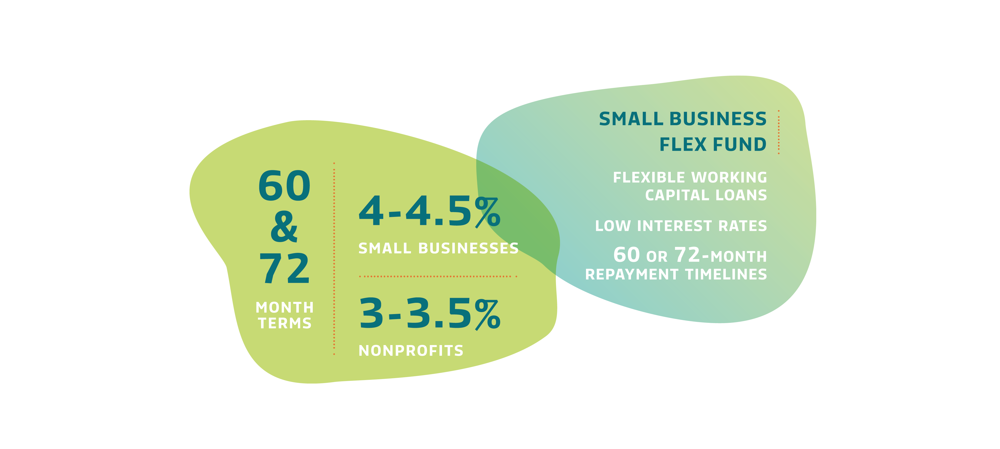 60
&
72
MONTH
TERMS
4-4.5%
SMALL BUSINESSES
3-3.5%
NONPROFITS
SMALL BUSINESS
FLEX FUND
FLEXIBLE WORKING
CAPITAL LOANS
LOW INTEREST RATES
60 OR 72-MONTH
REPAYMENT TIMELINES